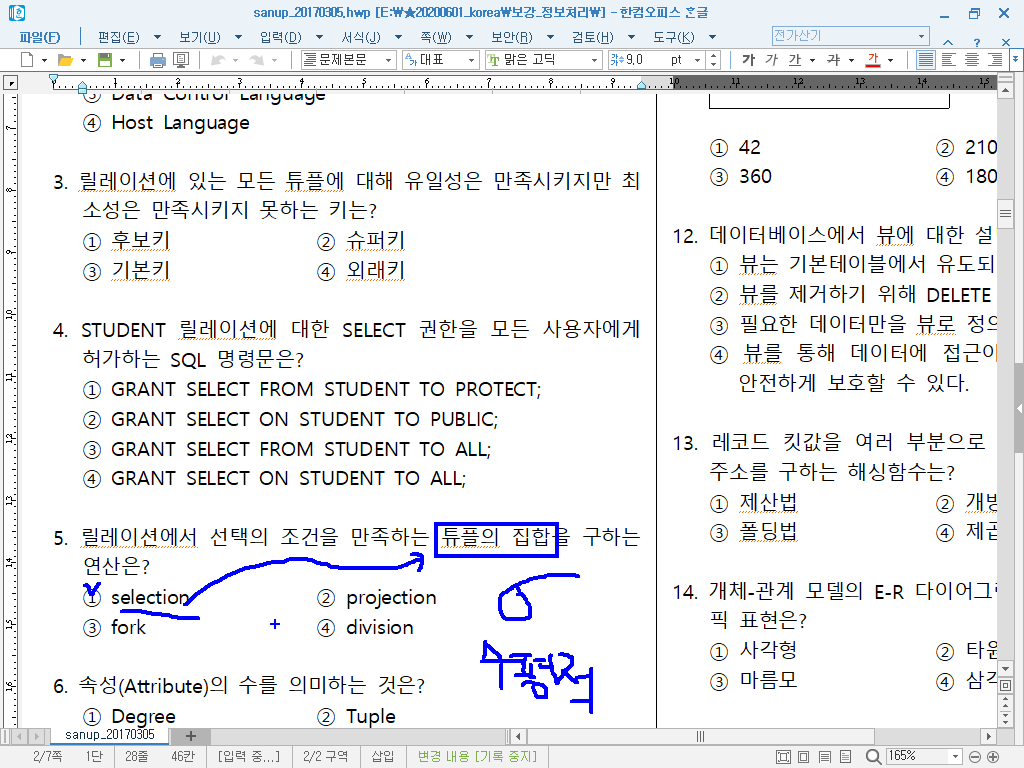 sanup_20170305.hwp [E:₩★20200601_korea₩보강_정보처리₩] - 한컴오피스 한글
파일(F) 편집(E) 보기(U) 입력(D) 서식(J) 쪽(W) 보안(R) 검토(H) 도구(K) 전가산기
문제본문 대표 맑은 고딕 9,0 pt 가 가 가 가 가
1 2 3 4 5 6 7 8 9 10 11 12 13 14 15
③ Data Control Language
④ Host Language
3. 릴레이션에 있는 모든 튜플에 대해 유일성은 만족시키지만 최
소성은 만족시키지 못하는 키는?
① 후보키 ② 슈퍼키
③ 기본키 ④ 외래키
4. STUDENT 릴레이션에 대한 SELECT 권한을 모든 사용자에게
허가하는 SQL 명령문은?
① GRANT SELECT FROM STUDENT TO PROTECT;
② GRANT SELECT ON STUDENT TO PUBLIC;
③ GRANT SELECT FROM STUDENT TO ALL;
④ GRANT SELECT ON STUDENT TO ALL;
5. 릴레이션에서 선택의 조건을 만족하는 튜플의 집합을 구하는
연산은?
① selection ② projection
③ fork ④ division
수평적
6. 속성(Attribute)의 수를 의미하는 것은?
① Degree ② Tuple
① 42 ② 210
③ 360 ④ 180
12. 데이터베이스에서 뷰에 대한 설
① 뷰는 기본테이블에서 유도되
② 뷰를 제거하기 위해 DELETE
③ 필요한 데이터만을 뷰로 정의
④ 뷰를 통해 데이터에 접근
안전하게 보호할 수 있다.
13. 레코드 킷값을 여러 부분으로
주소를 구하는 해싱함수는?
① 제산법 ② 개방
③ 폴딩법 ④ 제곱
14. 개체-관계 모델의 E-R 다이어그
픽 표현은?
① 사각형 ② 타원
③ 마름모 ④ 삼각
sanup_20170305
2/7쪽 1단 28줄 46칸 [입력 중...] 2/2 구역 삽입 변경 내용 [기록 중지] 165%